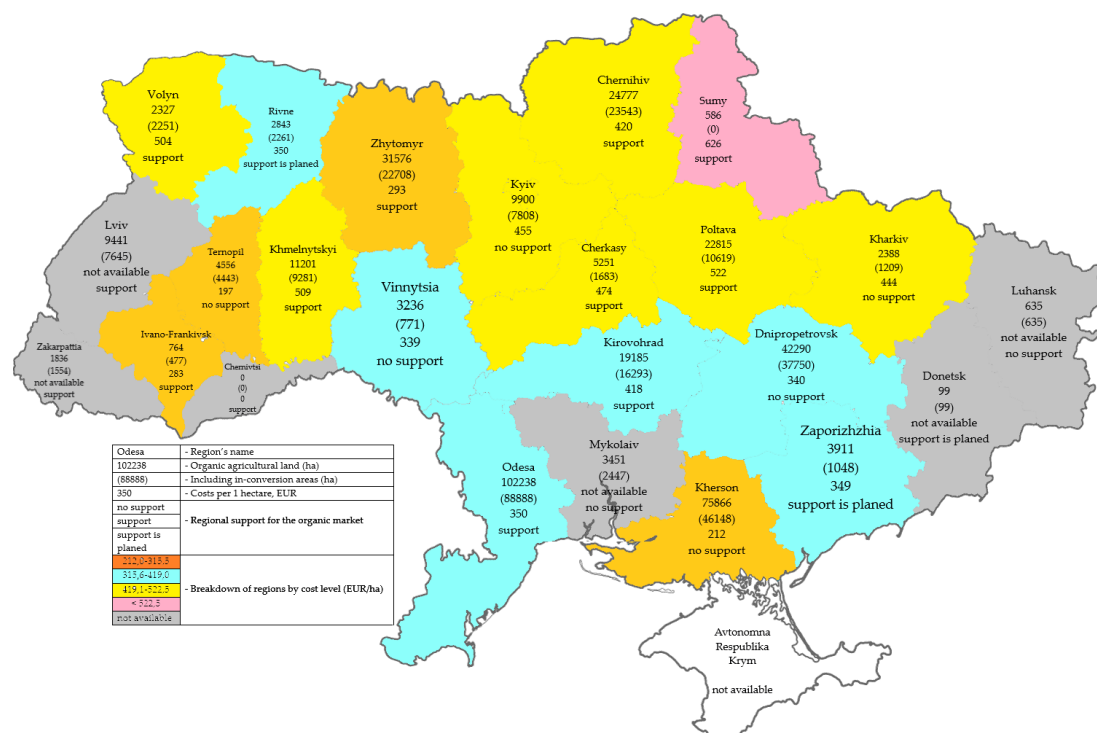 Volyn
2327
(2251)
504
support
Rivne
2843
(2261)
350
support is planed
Zhytomyr
31576
(22708)
293
support
Chernihiv
24777
(23543)
420
support
Sumy
586
(0)
626
support
Kyiv
9900
(7808)
455
no support
Lviv
9441
(7645)
not available
support
Ternopil
4556
(4443)
197
no support
Khmelnytskyi
11201
(9281)
509
support
Cherkasy
5251
(1683)
474
support
Poltava
22815
(10619)
522
support
Kharkiv
2388
(1209)
444
no support
Luhansk
635
(635)
not available
no support
Vinnytsia
3236
(771)
339
no support
Zakarpattia
1836
(1554)
not available
support
Ivano-Frankivsk
764
(477)
283
support
Chernivtsi
0
(0)
0
support
Kirovohrad
19185
(16293)
418
support
Dnipropetrovsk
42290
(37750)
340
no support
Donetsk
99
(99)
not available
support is planed
Zaporizhzhia
3911
(1048)
349
support is planed
Mykolaiv
3451
(2447)
not available
no support
Odesa
102238
(88888)
350
support
Kherson
75866
(46148)
212
no support
Avtonomna
Respublika
Krym
not available
Odesa - Region's name
102238 - Organic agricultural land (ha)
(88888) - Including in-conversion areas (ha)
350 - Costs per 1 hectare, EUR
no support
support
support is
planed
- Regional support for the organic market
212,0-315.5
315,6-419.0
419,1-522,5
< 522,5
not available
- Breakdown of regions by cost level (EUR/ha)